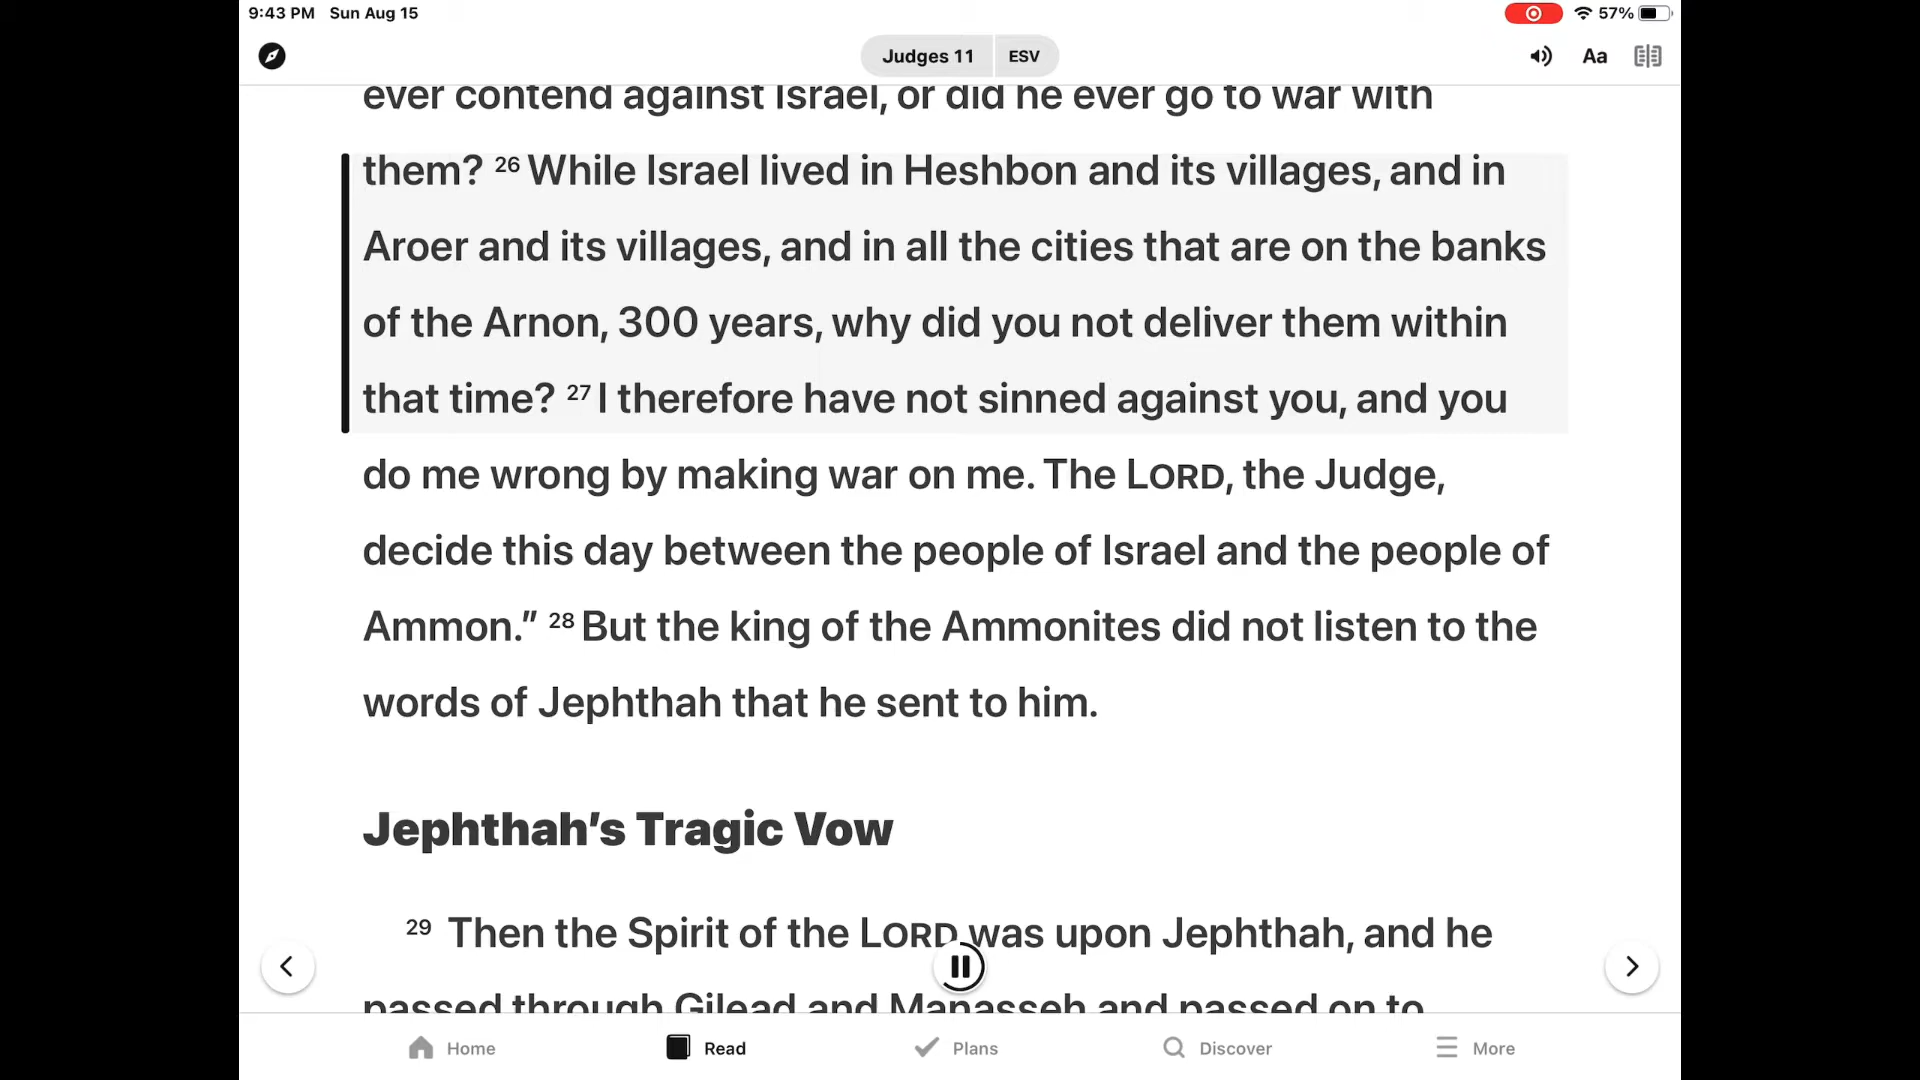 9:43 PM Sun Aug 15
57%
Judges 11 ESV
Aa
ever contend against Israel, or did he ever go to war with
them? 26 While Israel lived in Heshbon and its villages, and in
Aroer and its villages, and in all the cities that are on the banks
of the Arnon, 300 years, why did you not deliver them within
that time? 27 I therefore have not sinned against you, and you
do me wrong by making war on me. The LORD, the Judge,
decide this day between the people of Israel and the people of
Ammon.” 28 But the king of the Ammonites did not listen to the
words of Jephthah that he sent to him.
Jephthah’s Tragic Vow
29 Then the Spirit of the LORD was upon Jephthah, and he
passed through Gilead and Manasseh and passed on to
Home Read Plans Discover More